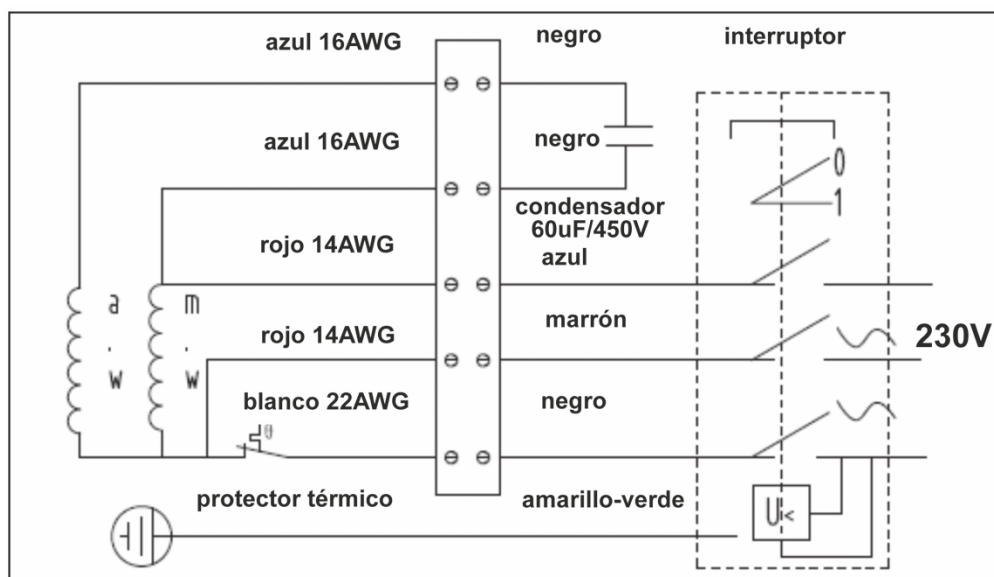 azul 16AWG
negro
interruptor
azul 16AWG
negro
0
1
condensador
60uF/450V
rojo 14AWG
azul
a.w
m.w
rojo 14AWG
marrón
230V
blanco 22AWG
negro
θ
protector térmico
amarillo-verde
U<